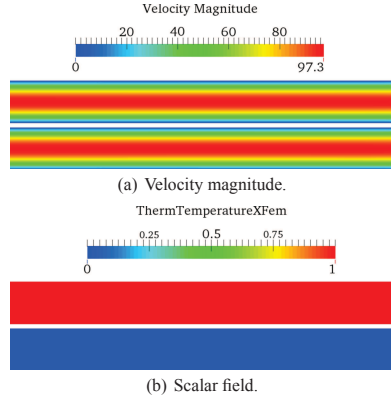 Velocity Magnitude
20 40 60 80
0 97.3
(a) Velocity magnitude.
ThermTemperatureXFem
0.25 0.5 0.75
0 1
(b) Scalar field.